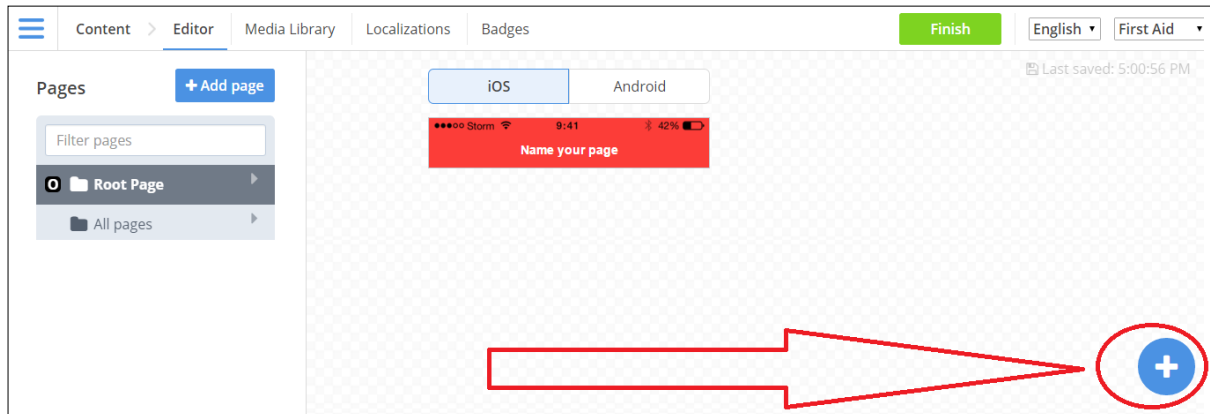 Content Editor Media Library Localizations Badges Finish English First Aid
Last saved: 5:00:56 PM
Pages + Add page
iOS Android
Filter pages
Storm 9:41 42%
Name your page
O Root Page
All pages
+